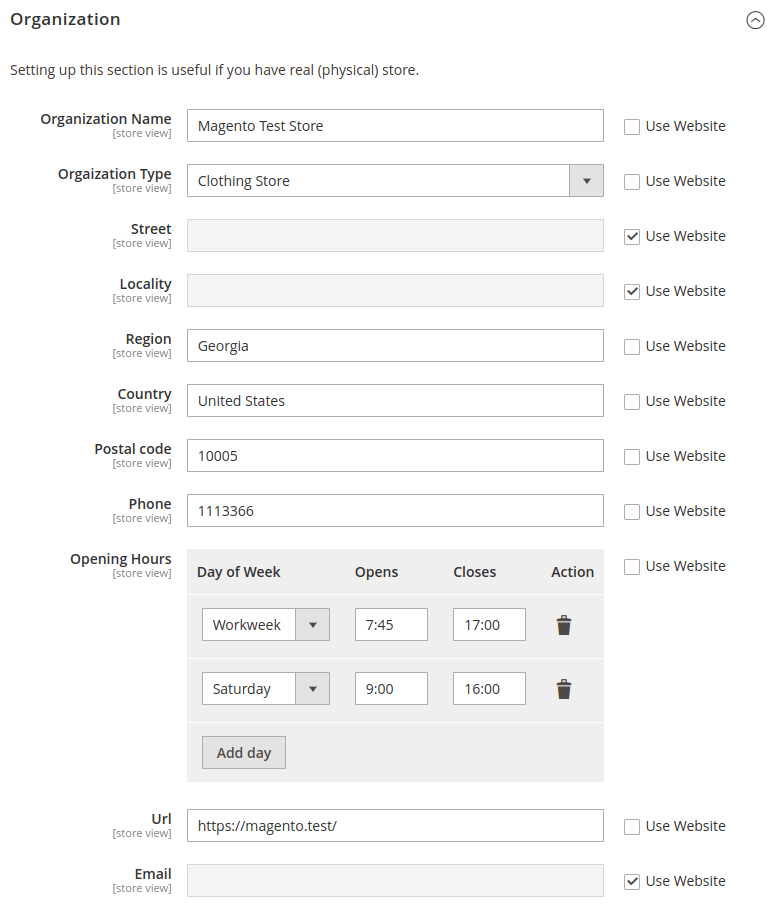 Organization
Setting up this section is useful if you have real (physical) store.
Organization Name
[store view]
Magento Test Store
Use Website
Orgaization Type
[store view]
Clothing Store
Use Website
Street
[store view]
Use Website
Locality
[store view]
Use Website
Region
[store view]
Georgia
Use Website
Country
[store view]
United States
Use Website
Postal code
[store view]
10005
Use Website
Phone
[store view]
1113366
Use Website
Opening Hours
[store view]
Day of Week Opens Closes Action
Use Website
Workweek 7:45 17:00
Saturday 9:00 16:00
Add day
Url
[store view]
https://magento.test/
Use Website
Email
[store view]
Use Website